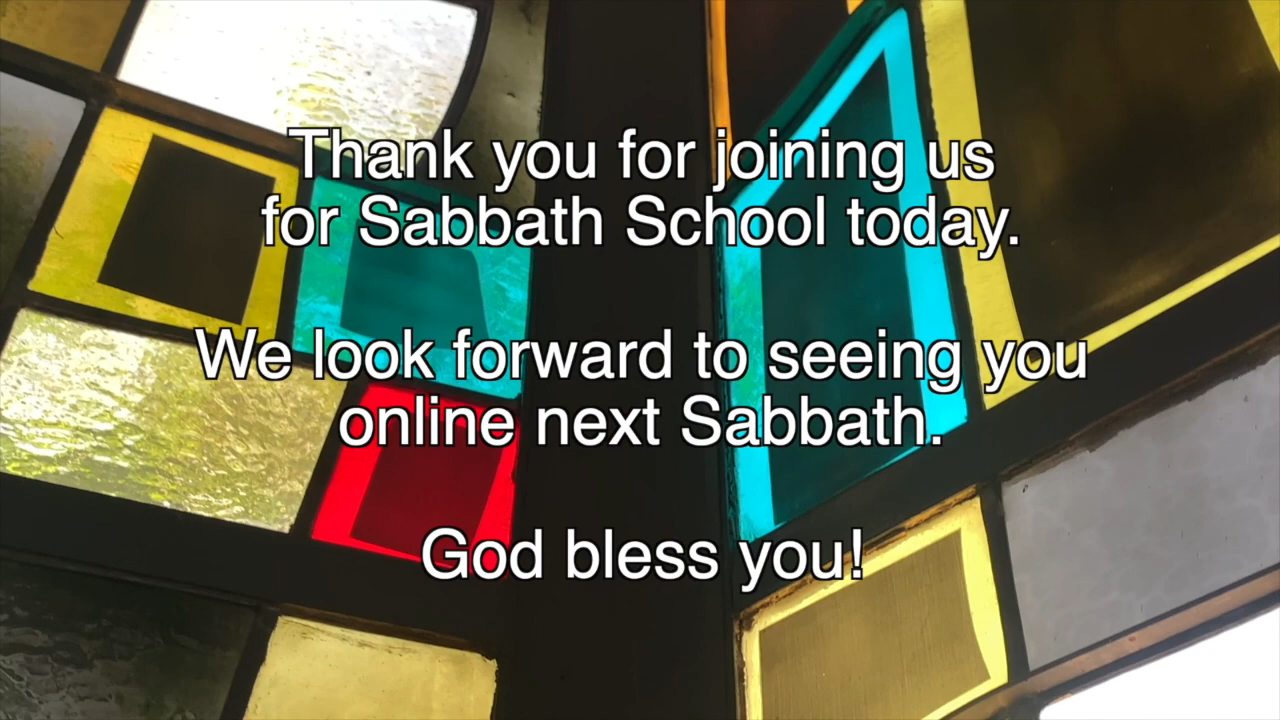 Thank you for joining us
for Sabbath School today.
We look forward to seeing you
online next Sabbath.
God bless you!